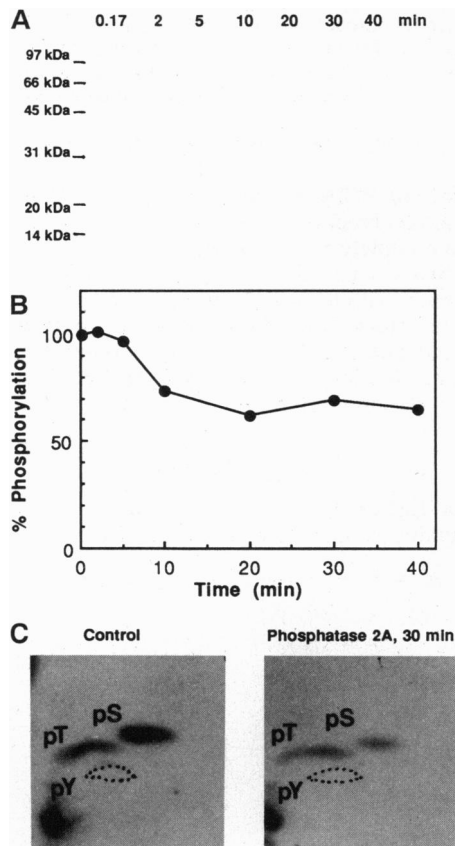 A 0.17 2 5 10 20 30 40 min
97 kDa
66 kDa
45 kDa
31 kDa
20 kDa
14 kDa
B
100
50
0
% Phosphorylation
0 10 20 30 40
Time (min)
C Control Phosphatase 2A, 30 min
pT pS pT pS
pY pY